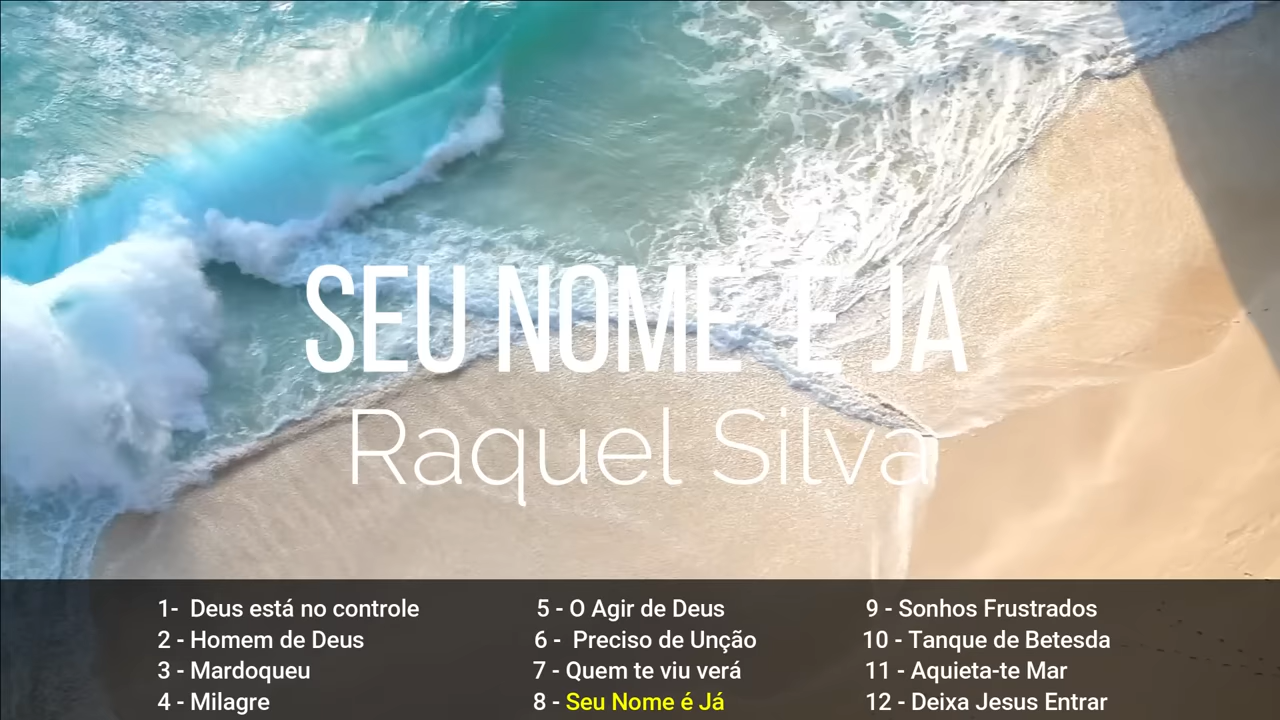 SEU NOME É JÁ
Raquel Silva
1- Deus está no controle
2 - Homem de Deus
3 - Mardoqueu
4 - Milagre
5 - O Agir de Deus
6 - Preciso de Unção
7 - Quem te viu verá
8 - Seu Nome é Já
9 - Sonhos Frustrados
10 - Tanque de Betesda
11 - Aquieta-te Mar
12 - Deixa Jesus Entrar